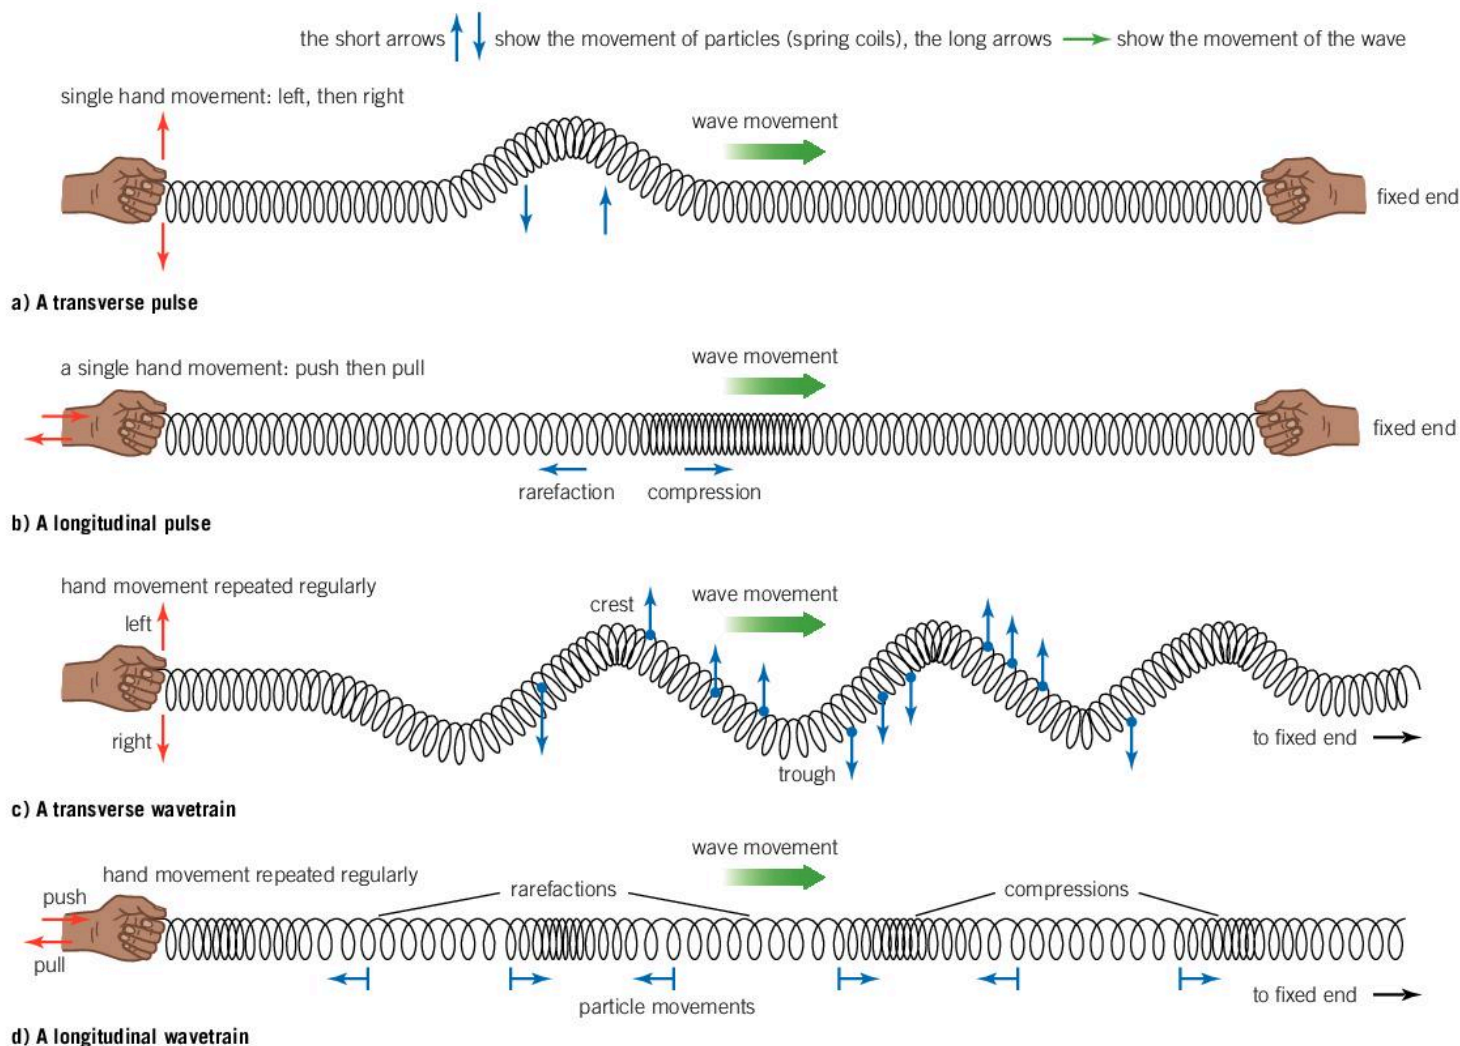 the short arrows show the movement of particles (spring coils), the long arrows show the movement of the wave
single hand movement: left, then right
wave movement
fixed end
a) A transverse pulse
a single hand movement: push then pull
wave movement
fixed end
rarefaction
compression
b) A longitudinal pulse
hand movement repeated regularly
left
crest
wave movement
right
trough
to fixed end
c) A transverse wavetrain
wave movement
hand movement repeated regularly
rarefactions
compressions
push
pull
particle movements
to fixed end
d) A longitudinal wavetrain